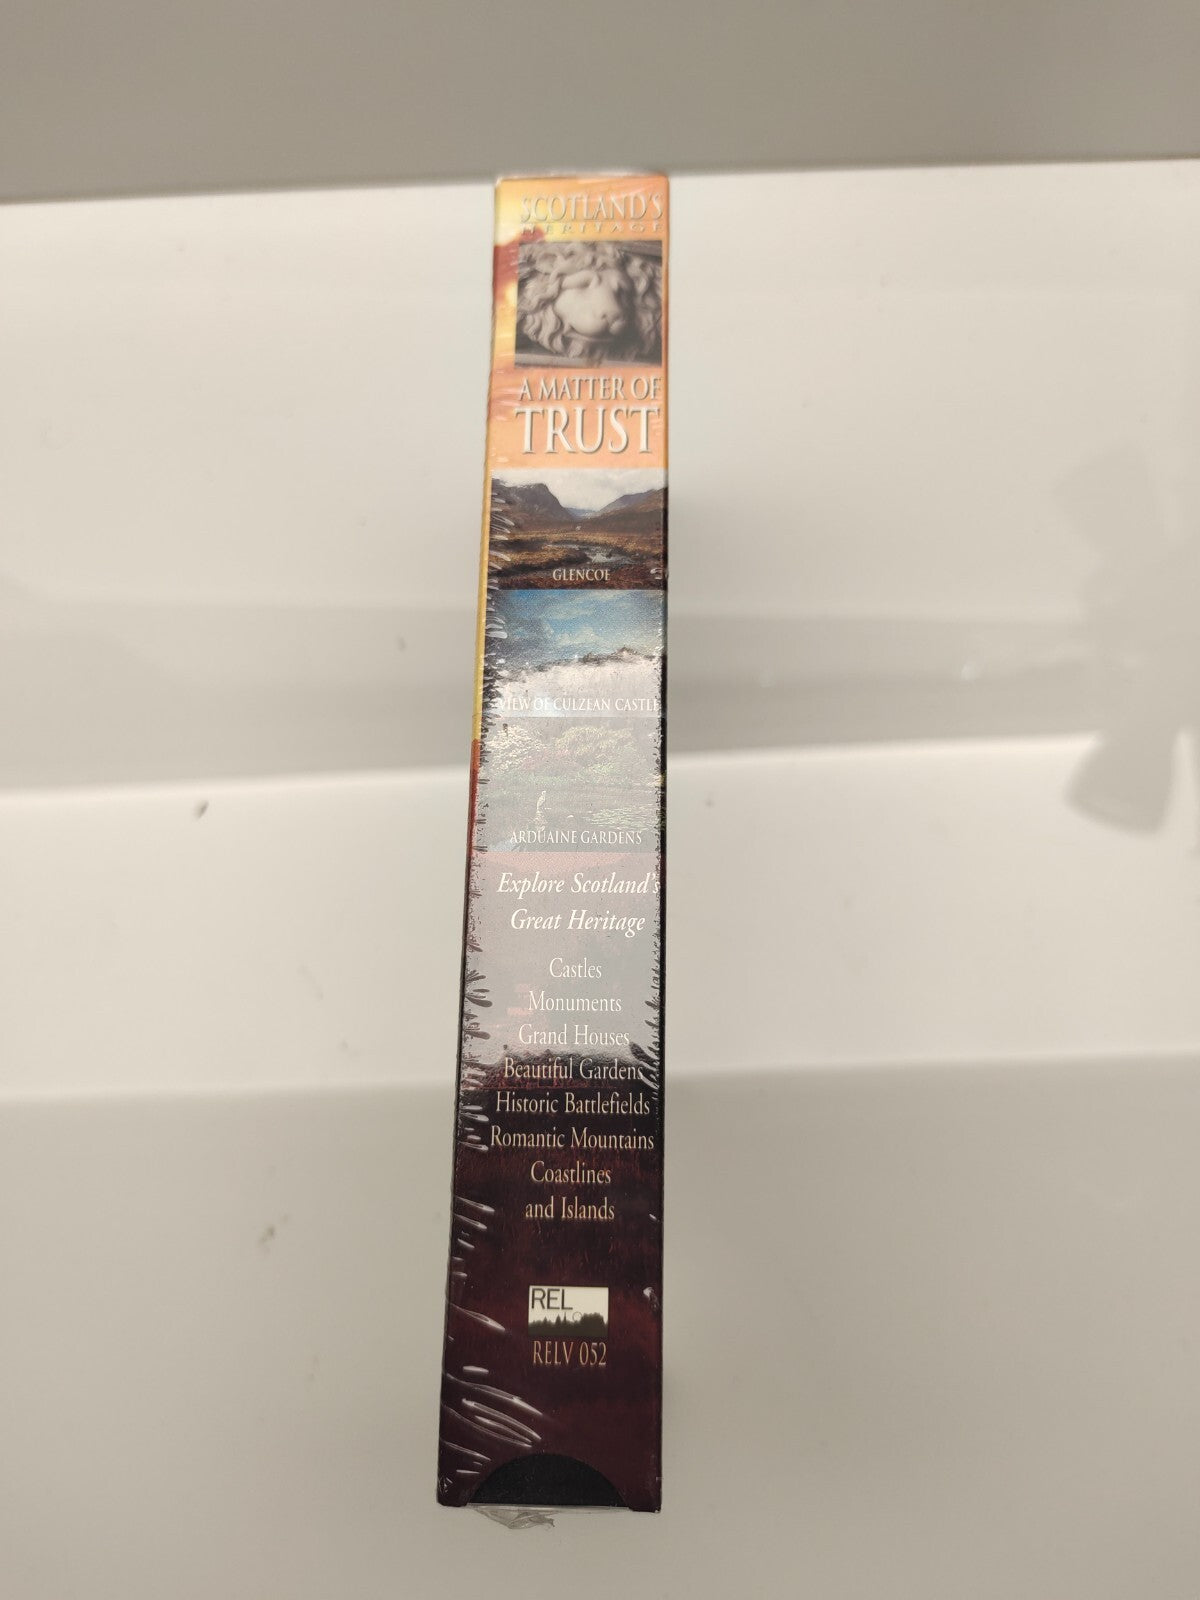 SCOTLAND'S
HERITAGE
A MATTER OF
TRUST
GLENCOE
VIEW OF CULZEAN CASTLE
ARDUAINE GARDENS
Explore Scotland's
Great Heritage
Castles
Monuments
Grand Houses
Beautiful Gardens
Historic Battlefields
Romantic Mountains
Coastlines
and Islands
REL
RELV 052